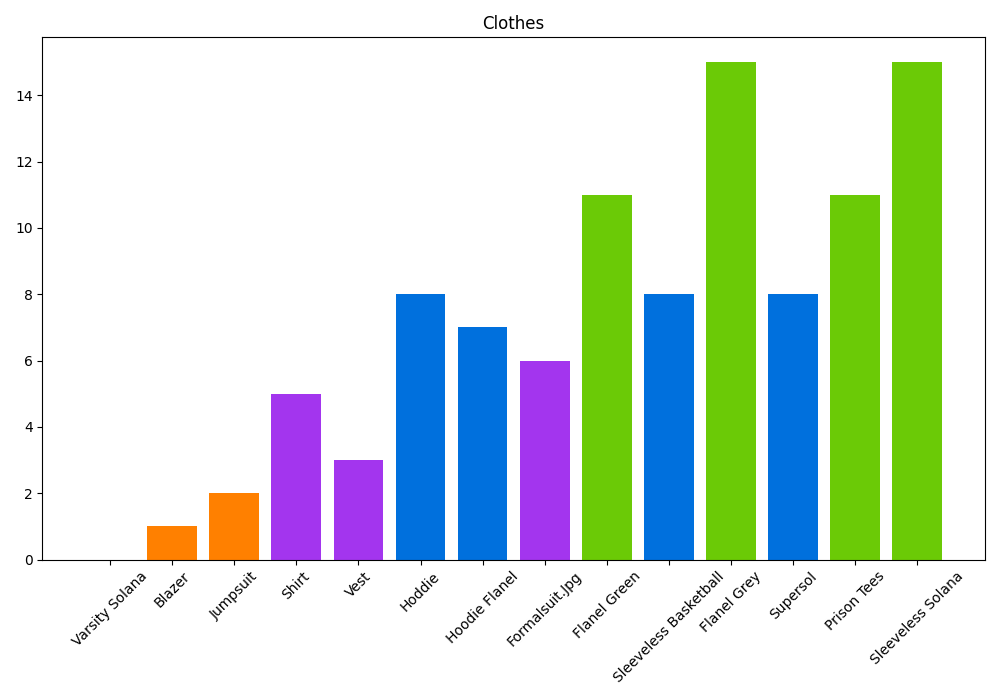 Clothes
14
12
10
8
6
4
2
0
Varsity Solana
Blazer
Jumpsuit
Shirt
Vest
Hoddie
Hoodie Flanel
Formalsuit.Jpg
Flanel Green
Sleeveless Basketball
Flanel Grey
Supersol
Prison Tees
Sleeveless Solana